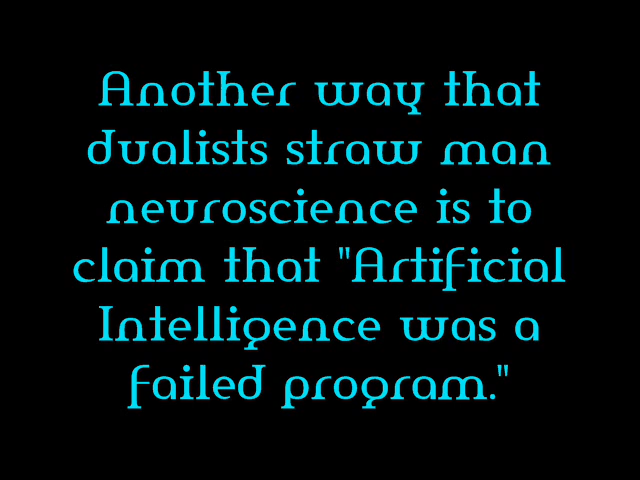 Another way that
dualists straw man
neuroscience is to
claim that "Artificial
Intelligence was a
failed program."